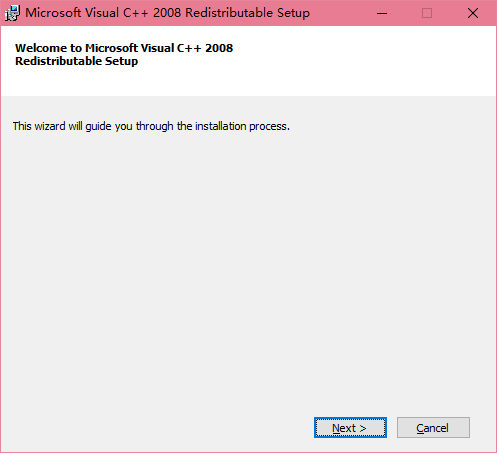 Microsoft Visual C++ 2008 Redistributable Setup
Welcome to Microsoft Visual C++ 2008
Redistributable Setup
This wizard will guide you through the installation process.
Next >
Cancel